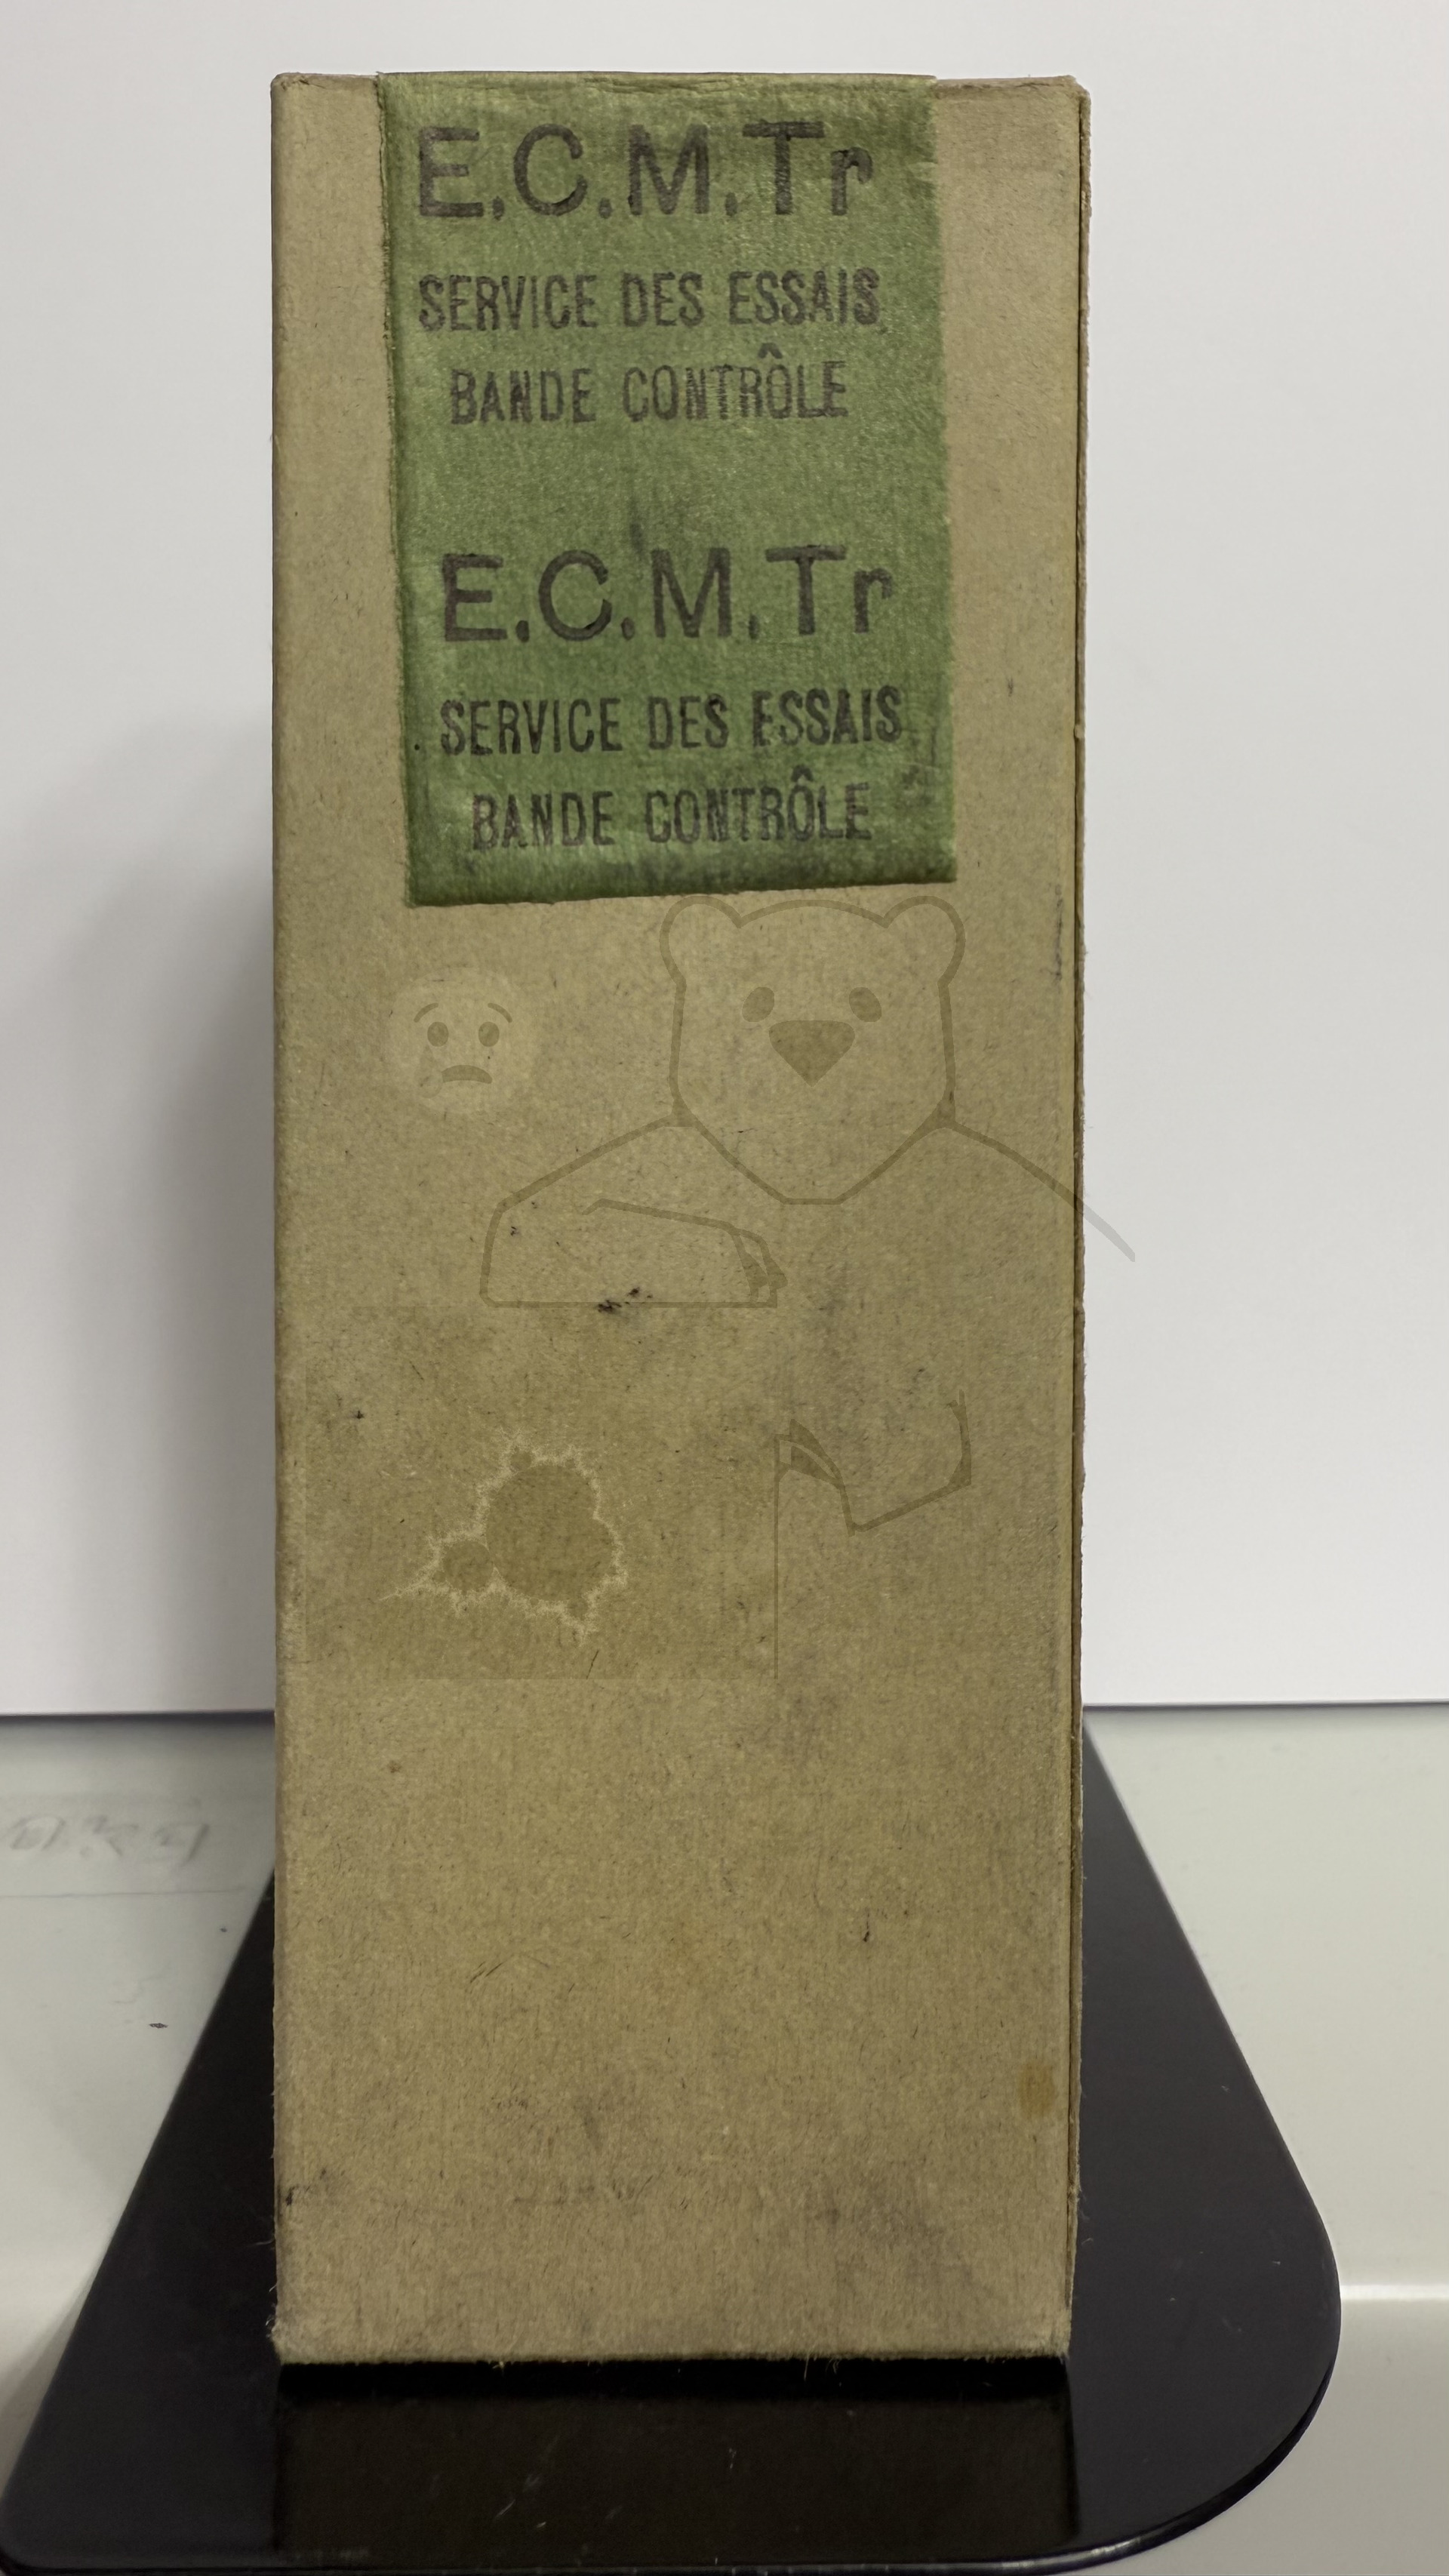 E.C.M.Tr
SERVICE DES ESSAIS
BANDE CONTRÔLE
E.C.M.Tr
SERVICE DES ESSAIS
BANDE CONTRÔLE